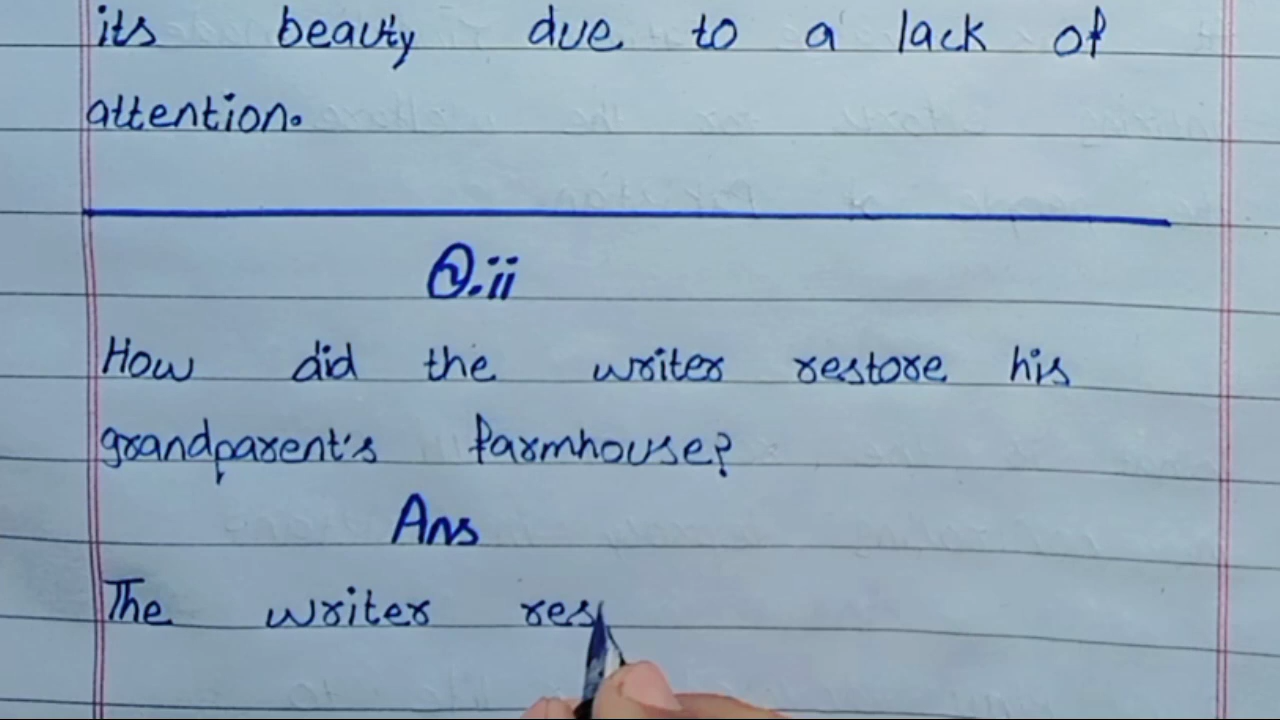 its beauty due to a lack of
attention.
Q.ii
How did the writer restore his
grandparent's farmhouse?
Ans
The writer res